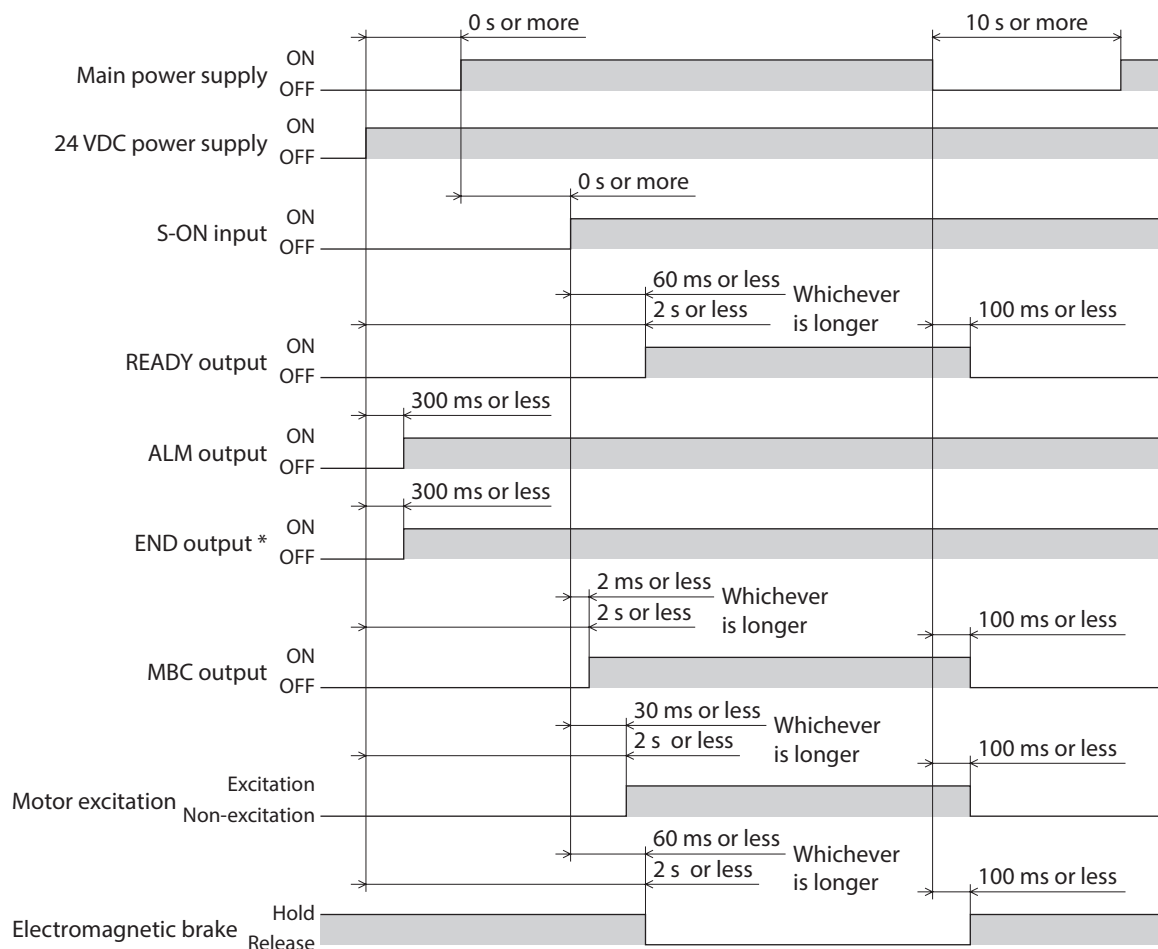 0 s or more
10 s or more
Main power supply
ON
OFF
24 VDC power supply
ON
OFF
0 s or more
S-ON input
ON
OFF
60 ms or less
2 s or less
Whichever
is longer
100 ms or less
READY output
ON
OFF
300 ms or less
ALM output
ON
OFF
300 ms or less
END output *
ON
OFF
2 ms or less
2 s or less
Whichever
is longer
100 ms or less
MBC output
ON
OFF
30 ms or less
2 s or less
Whichever
is longer
100 ms or less
Motor excitation
Excitation
Non-excitation
60 ms or less
2 s or less
Whichever
is longer
100 ms or less
Electromagnetic brake
Hold
Release